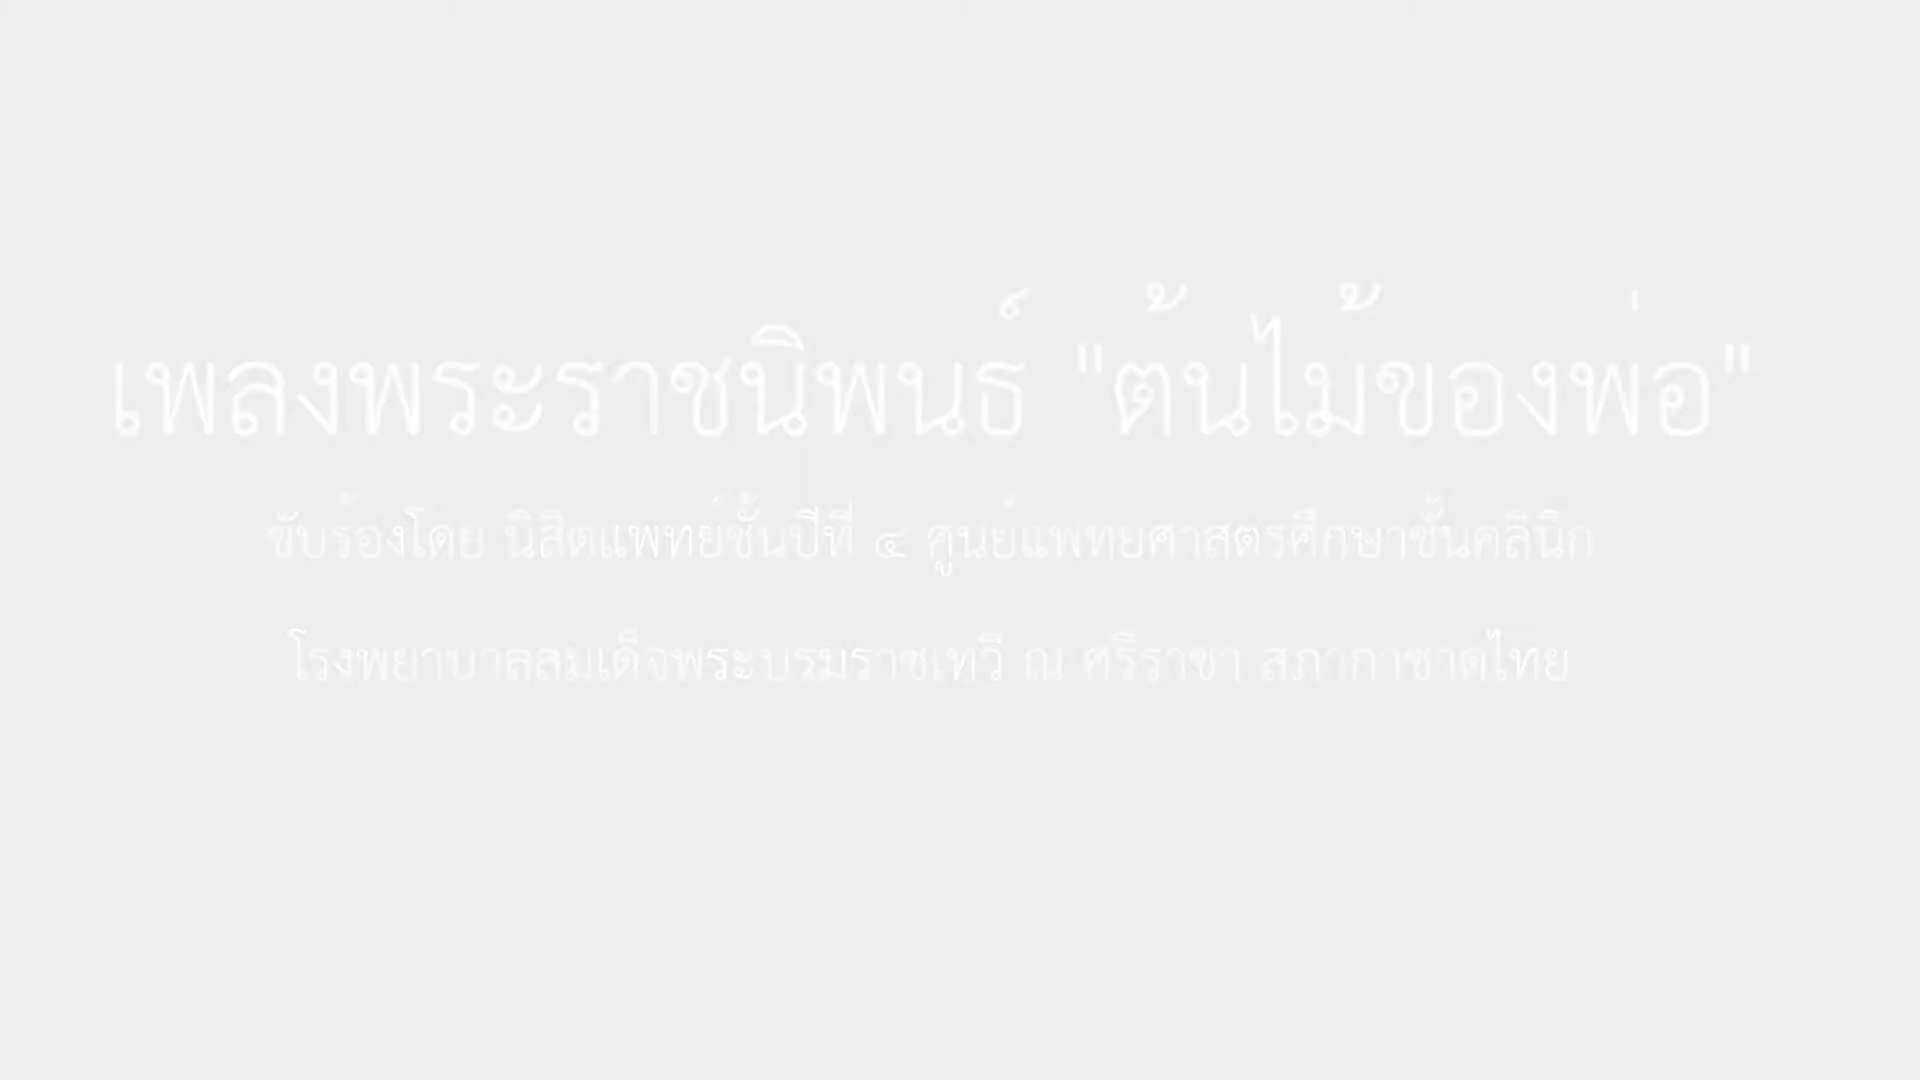 เพลงพระราชนิพนธ์ "ต้นไม้ของพ่อ"
ขับร้องโดย นิสิตแพทย์ชั้นปีที่ ๔ ศูนย์แพทยศาสตรศึกษาชั้นคลินิก
โรงพยาบาลสมเด็จพระบรมราชเทวี ณ ศรีราชา สภากาชาดไทย